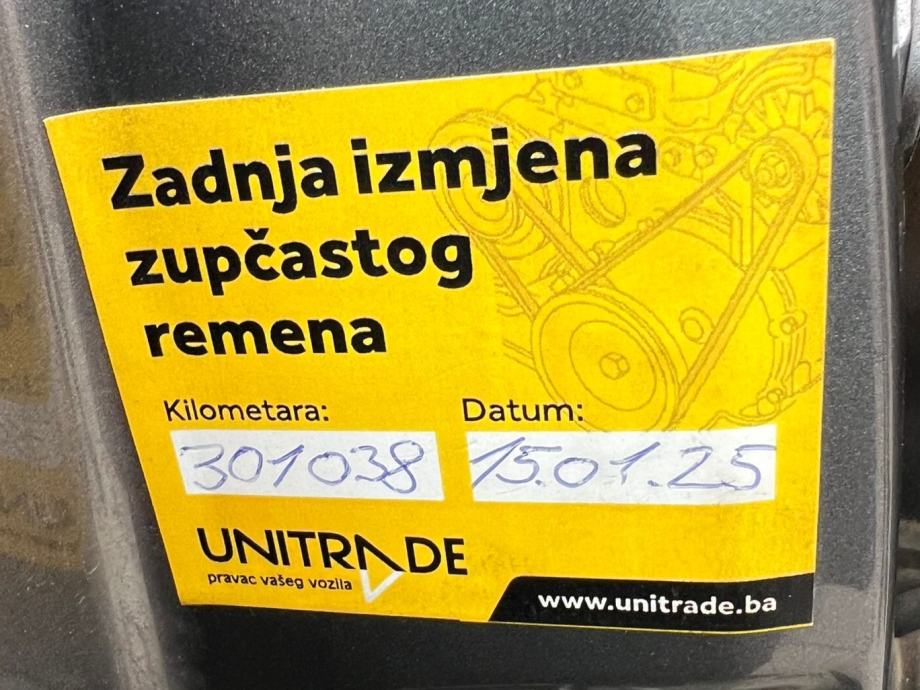 Zadnja izmjena
zupčastog
remena
Kilometara: Datum:
301038 15.01.25
UNITRADE
pravac vašeg vozila
www.unitrade.ba